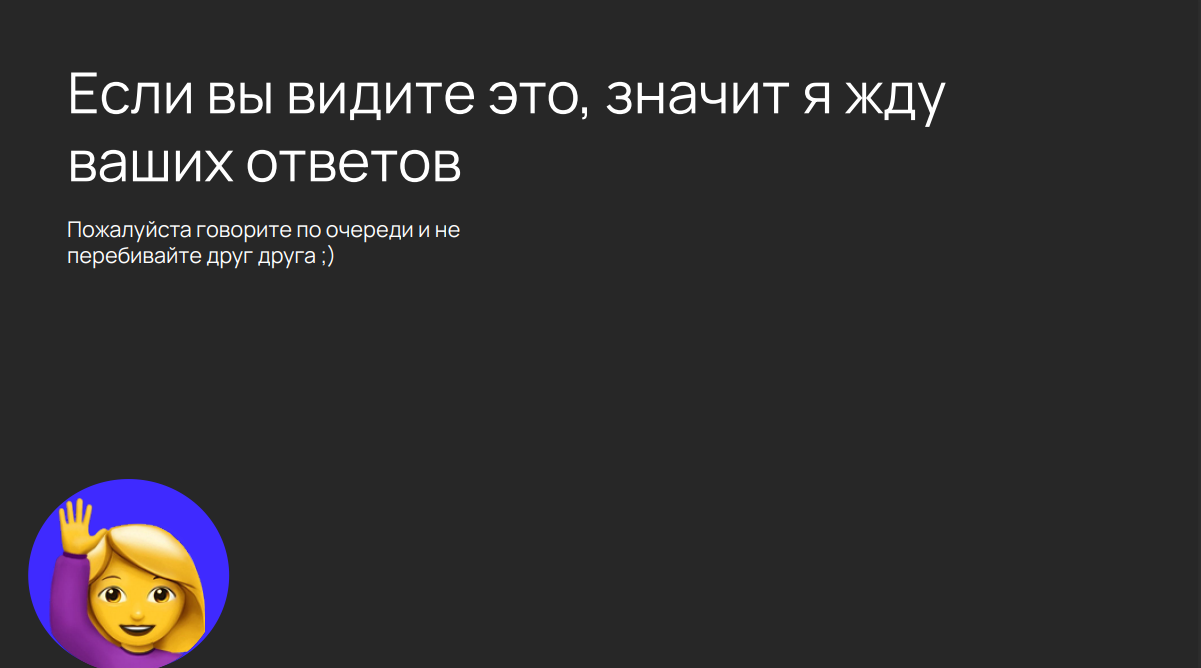 Если вы видите это, значит я жду
ваших ответов
Пожалуйста говорите по очереди и не
перебивайте друг друга ;)